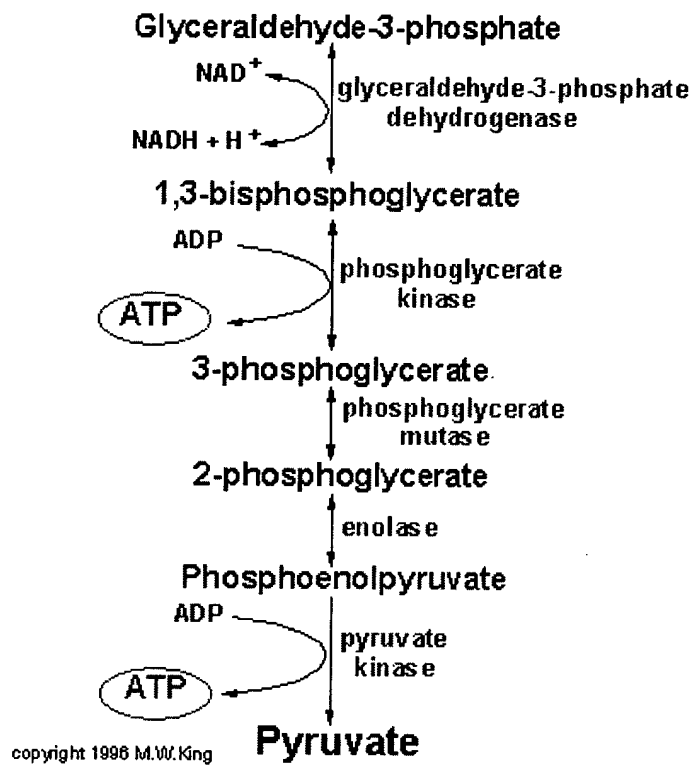 Glyceraldehyde-3-phosphate
NAD+
glyceraldehyde-3-phosphate
dehydrogenase
NADH + H+
1,3-bisphosphoglycerate
ADP
phosphoglycerate
kinase
ATP
3-phosphoglycerate
phosphoglycerate
mutase
2-phosphoglycerate
enolase
Phosphoenolpyruvate
ADP
pyruvate
kinase
ATP
Pyruvate
copyright 1996 M.W.King